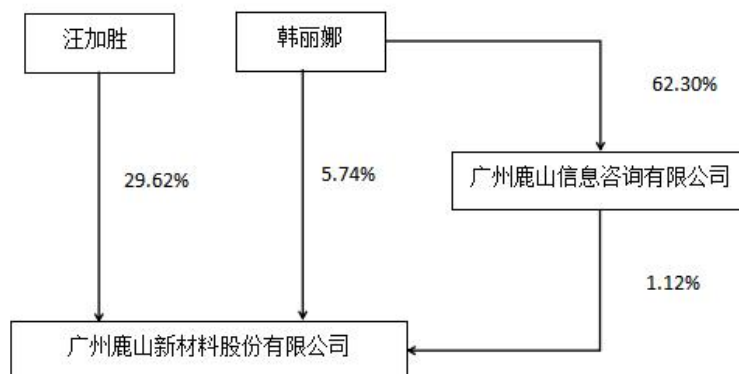 汪加胜
韩丽娜
62.30%
29.62%
5.74%
广州鹿山信息咨询有限公司
1.12%
广州鹿山新材料股份有限公司